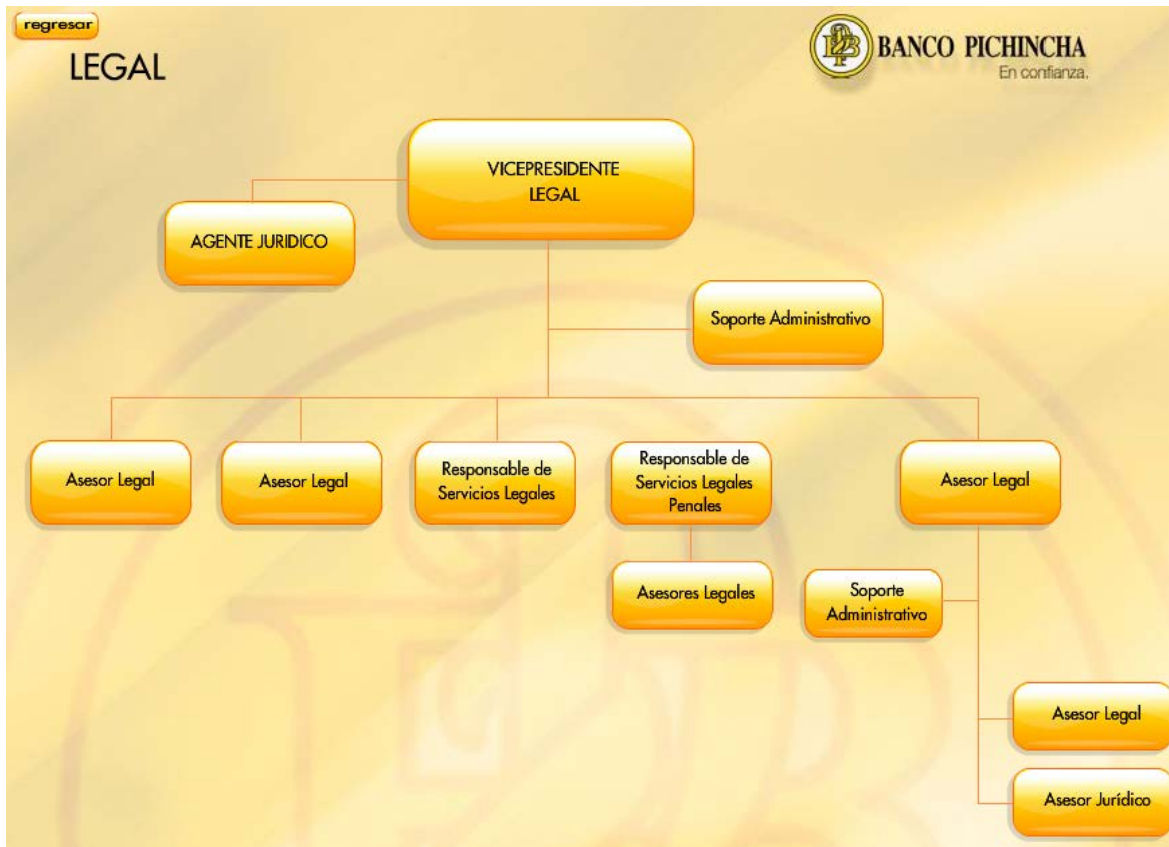 regresar
LEGAL
BANCO PICHINCHA
En confianza.
VICEPRESIDENTE
LEGAL
AGENTE JURIDICO
Soporte Administrativo
Asesor Legal
Asesor Legal
Responsable de
Servicios Legales
Responsable de
Servicios Legales
Penales
Asesor Legal
Asesores Legales
Soporte
Administrativo
Asesor Legal
Asesor Jurídico